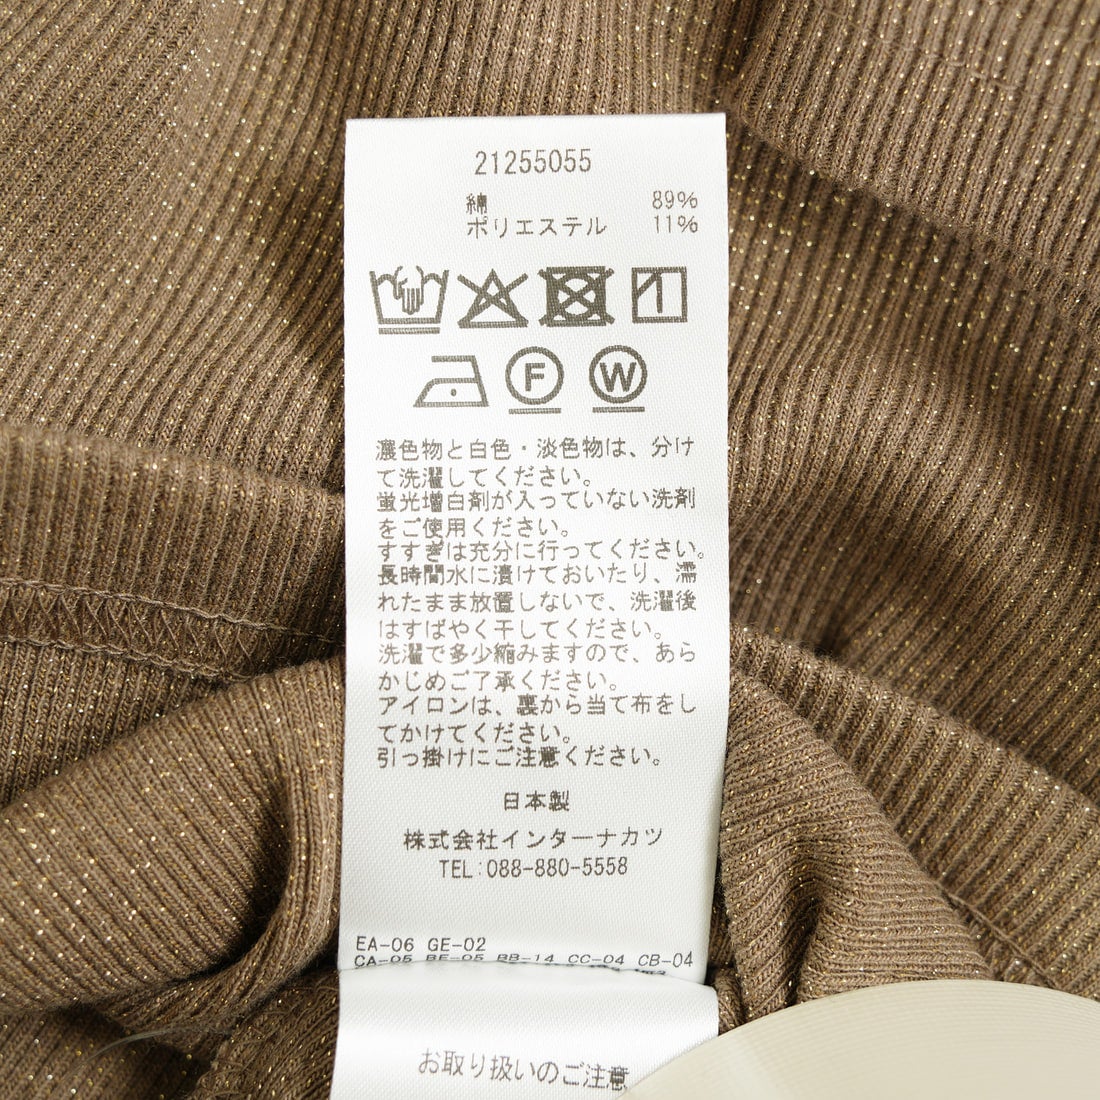 21255055
綿 89%
ポリエステル 11%
F W
濃色物と白色・淡色物は、分け
て洗濯してください。
蛍光増白剤が入っていない洗剤
をご使用ください。
すすぎは充分に行ってください。
長時間水に漬けておいたり、濡
れたまま放置しないで、洗濯後
はすばやく干してください。
洗濯で多少縮みますので、あら
かじめご了承ください。
アイロンは、裏から当て布をし
てかけてください。
引っ掛けにご注意ください。
日本製
株式会社インターナカツ
TEL:088-880-5558
EA-06 GE-02
CA-05 BE-05 BB-14 CC-04 CB-04
お取り扱いのご注意